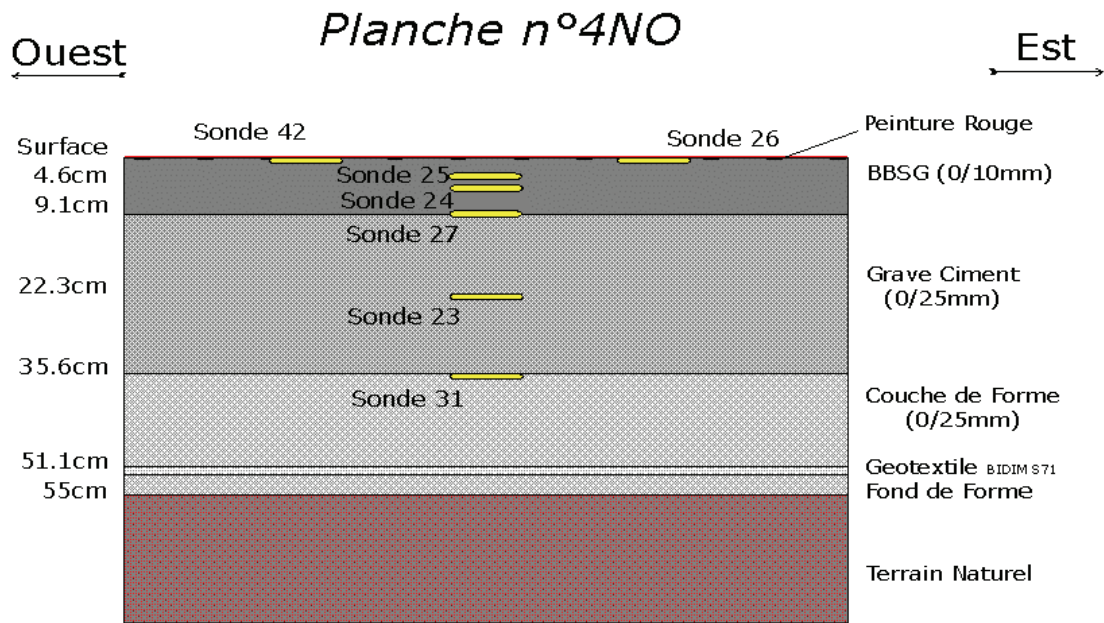 Planche n°4NO
Ouest
Est
Sonde 42
Sonde 26
Peinture Rouge
Surface
4.6cm
Sonde 25
BBSG (0/10mm)
9.1cm
Sonde 24
Sonde 27
22.3cm
Grave Ciment
(0/25mm)
Sonde 23
35.6cm
Sonde 31
Couche de Forme
(0/25mm)
51.1cm
Geotextile BIDIM S71
55cm
Fond de Forme
Terrain Naturel